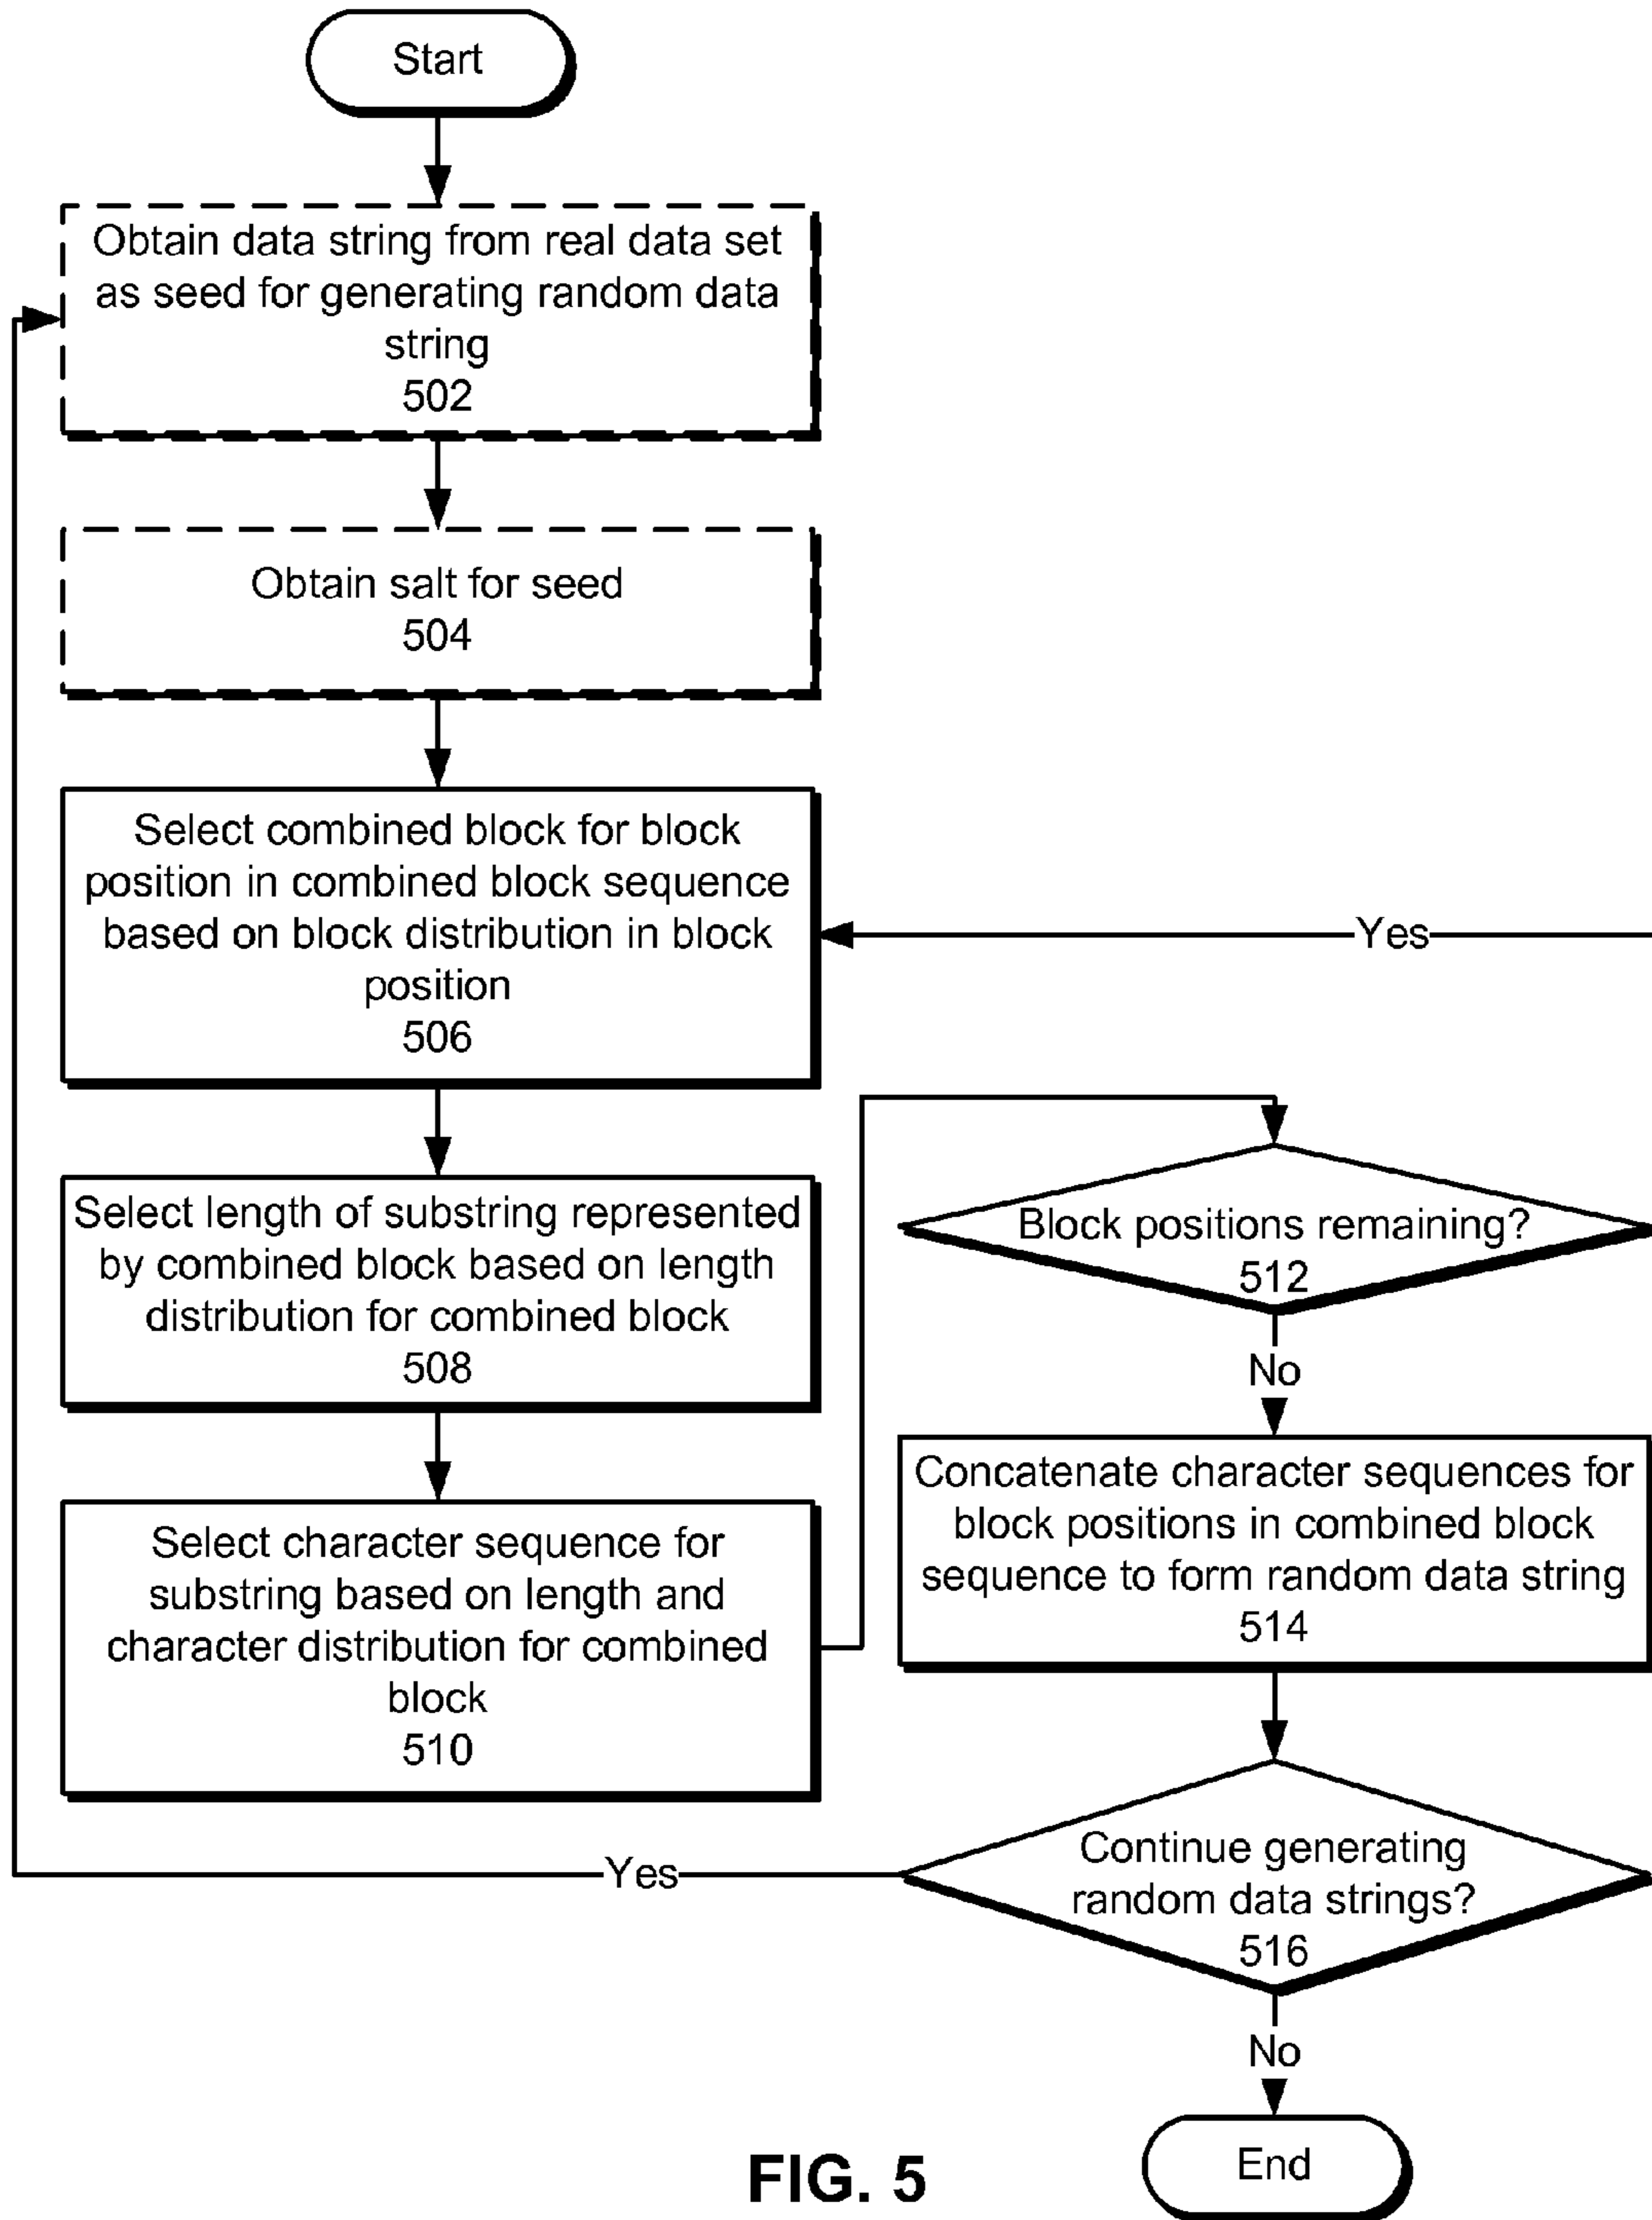 Start
Obtain data string from real data set
as seed for generating random data
string
502
Obtain salt for seed
504
Select combined block for block
position in combined block sequence
based on block distribution in block
position
506
Yes
Select length of substring represented
by combined block based on length
distribution for combined block
508
Select character sequence for
substring based on length and
character distribution for combined
block
510
Block positions remaining?
512
No
Concatenate character sequences for
block positions in combined block
sequence to form random data string
514
Continue generating
random data strings?
516
Yes
No
End
FIG. 5